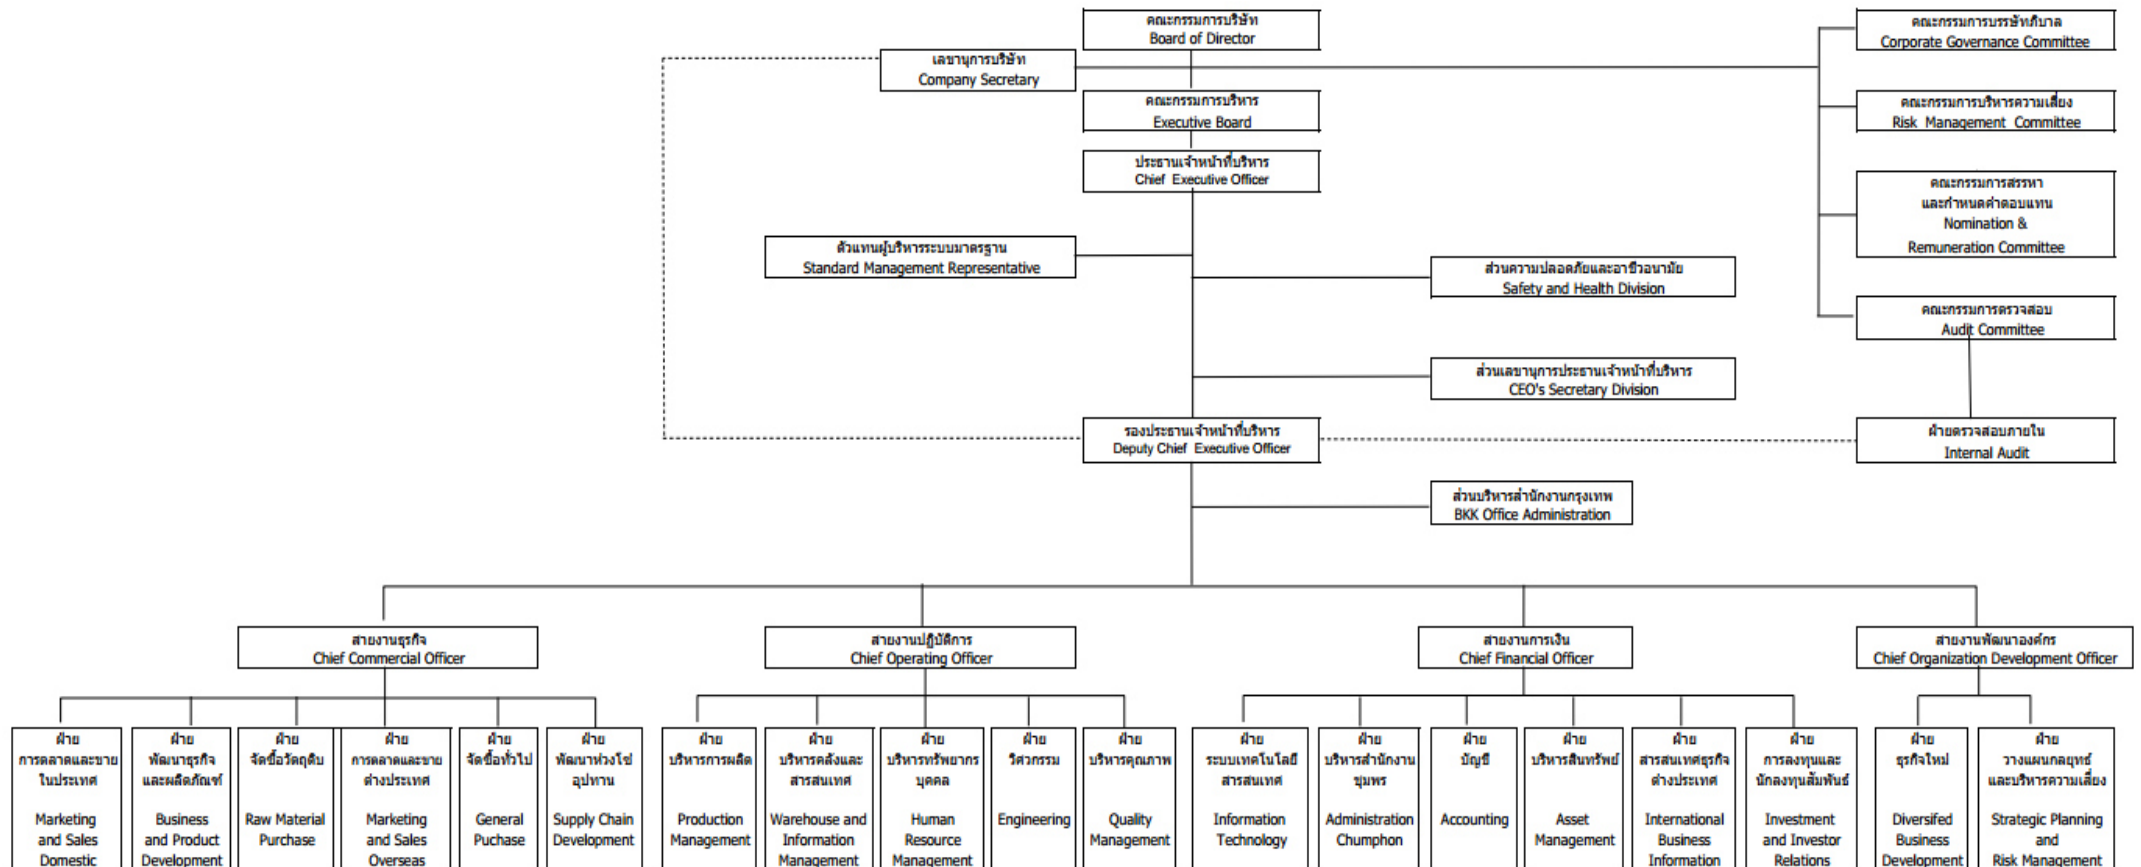 คณะกรรมการบริษัท
Board of Director
เลขานุการบริษัท
Company Secretary
คณะกรรมการบริหาร
Executive Board
ประธานเจ้าหน้าที่บริหาร
Chief Executive Officer
คณะกรรมการบรรษัทภิบาล
Corporate Governance Committee
คณะกรรมการบริหารความเสี่ยง
Risk Management Committee
คณะกรรมการสรรหา
และกำหนดค่าตอบแทน
Nomination &
Remuneration Committee
คณะกรรมการตรวจสอบ
Audit Committee
ตัวแทนผู้บริหารระบบมาตรฐาน
Standard Management Representative
ส่วนความปลอดภัยและอาชีวอนามัย
Safety and Health Division
ส่วนเลขานุการประธานเจ้าหน้าที่บริหาร
CEO's Secretary Division
รองประธานเจ้าหน้าที่บริหาร
Deputy Chief Executive Officer
ฝ่ายตรวจสอบภายใน
Internal Audit
ส่วนบริหารสำนักงานกรุงเทพ
BKK Office Administration
สายงานธุรกิจ
Chief Commercial Officer
สายงานปฏิบัติการ
Chief Operating Officer
สายงานการเงิน
Chief Financial Officer
สายงานพัฒนาองค์กร
Chief Organization Development Officer
ฝ่าย
การตลาดและขาย
ในประเทศ
Marketing
and Sales
Domestic
ฝ่าย
พัฒนาธุรกิจ
และผลิตภัณฑ์
Business
and Product
Development
ฝ่าย
จัดซื้อวัตถุดิบ
Raw Material
Purchase
ฝ่าย
การตลาดและขาย
ต่างประเทศ
Marketing
and Sales
Overseas
ฝ่าย
จัดซื้อทั่วไป
General
Puchase
ฝ่าย
พัฒนาห่วงโซ่
อุปทาน
Supply Chain
Development
ฝ่าย
บริหารการผลิต
Production
Management
ฝ่าย
บริหารคลังและ
สารสนเทศ
Warehouse and
Information
Management
ฝ่าย
บริหารทรัพยากร
บุคคล
Human
Resource
Management
ฝ่าย
วิศวกรรม
Engineering
ฝ่าย
บริหารคุณภาพ
Quality
Management
ฝ่าย
ระบบเทคโนโลยี
สารสนเทศ
Information
Technology
ฝ่าย
บริหารสำนักงาน
ชุมพร
Administration
Chumphon
ฝ่าย
บัญชี
Accounting
ฝ่าย
บริหารสินทรัพย์
Asset
Management
ฝ่าย
สารสนเทศธุรกิจ
ต่างประเทศ
International
Business
Information
ฝ่าย
การลงทุนและ
นักลงทุนสัมพันธ์
Investment
and Investor
Relations
ฝ่าย
ธุรกิจใหม่
Diversifed
Business
Development
ฝ่าย
วางแผนกลยุทธ์
และบริหารความเสี่ยง
Strategic Planning
and
Risk Management